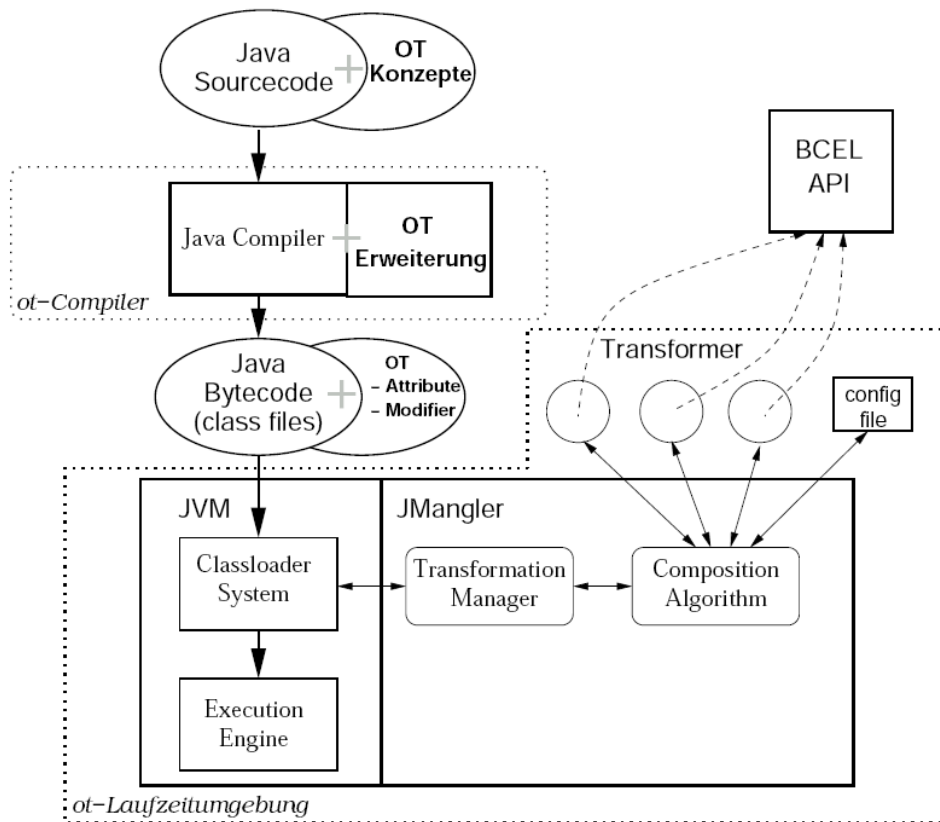 Java
Sourcecode
+
OT
Konzepte
BCEL
API
Java Compiler
+
OT
Erweiterung
ot-Compiler
Java
Bytecode
(class files)
+
OT
- Attribute
- Modifier
Transformer
config
file
JVM
JMangler
Classloader
System
Transformation
Manager
Composition
Algorithm
Execution
Engine
ot-Laufzeitumgebung